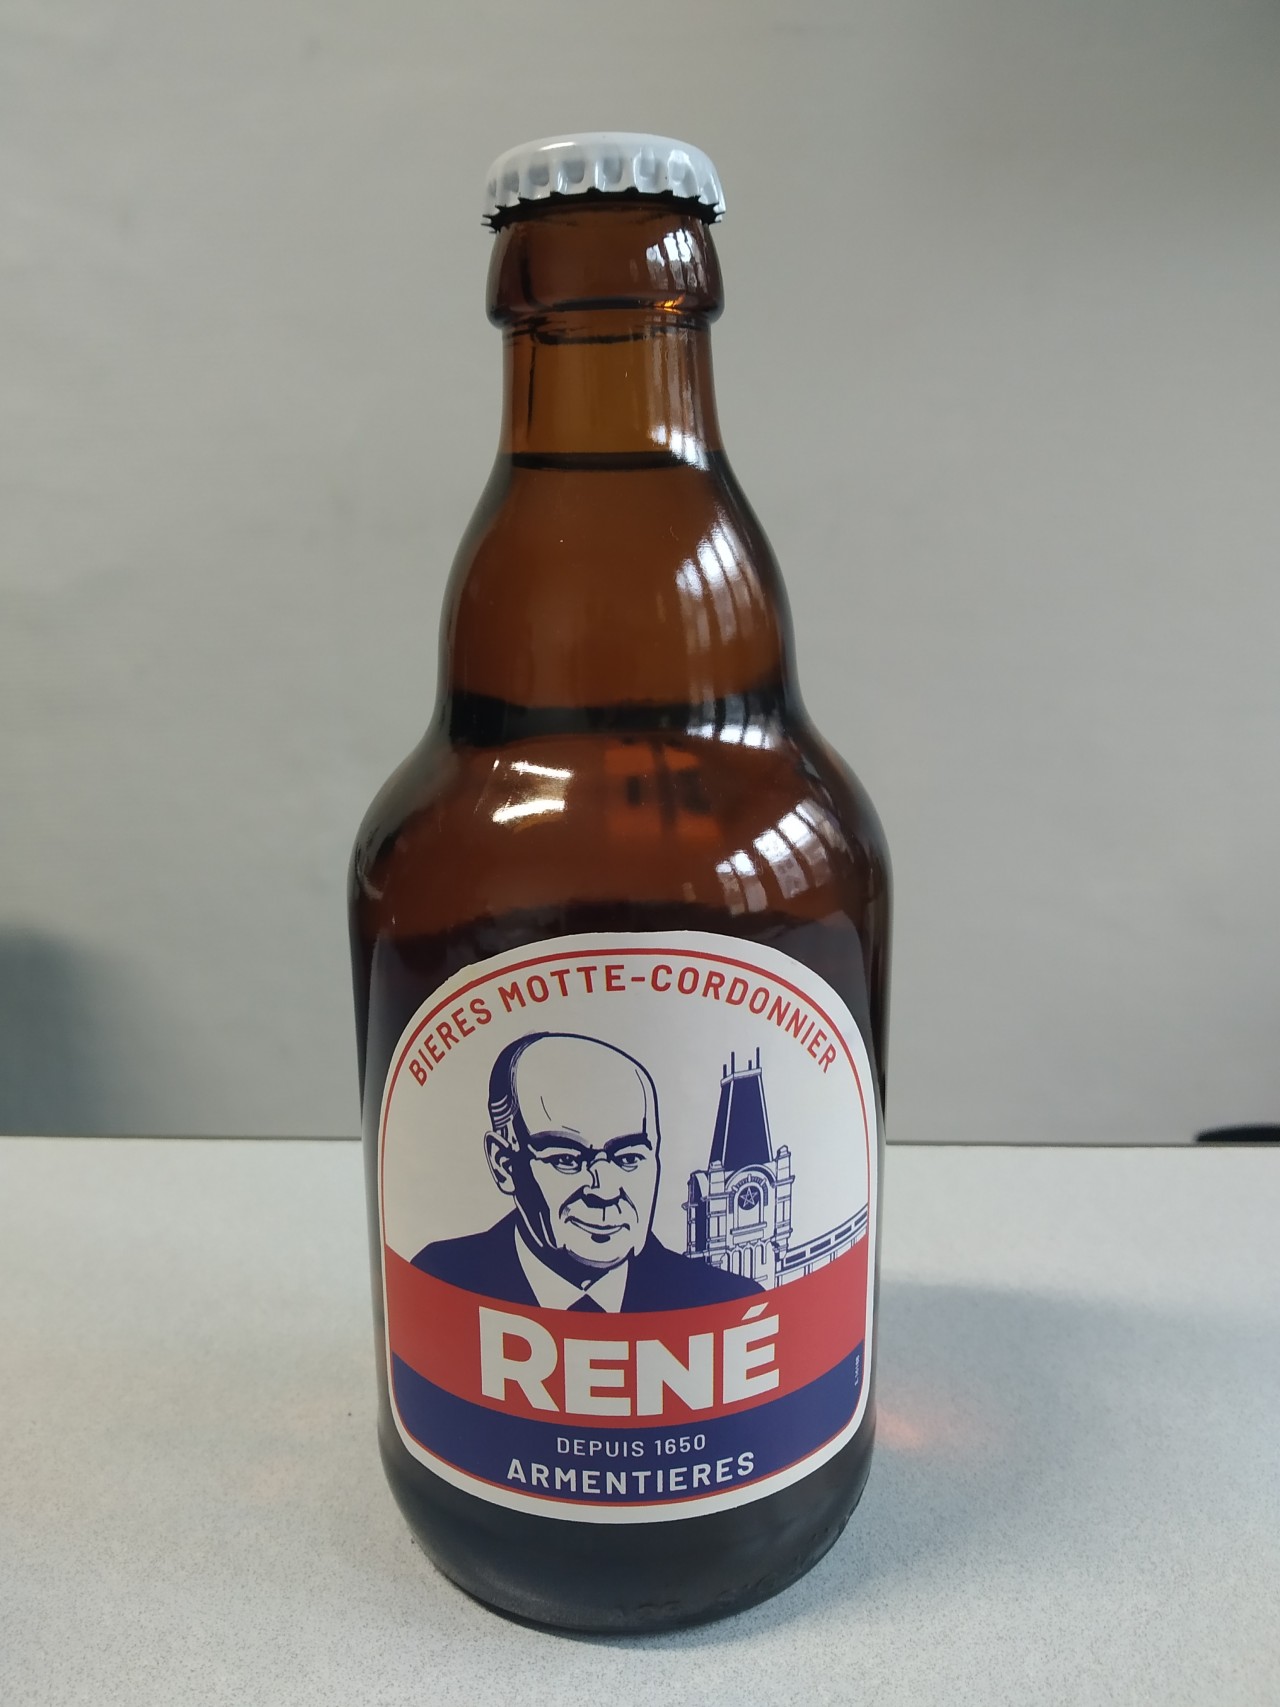 BIERES MOTTE-CORDONNIER
RENÉ
DEPUIS 1650
ARMENTIERES